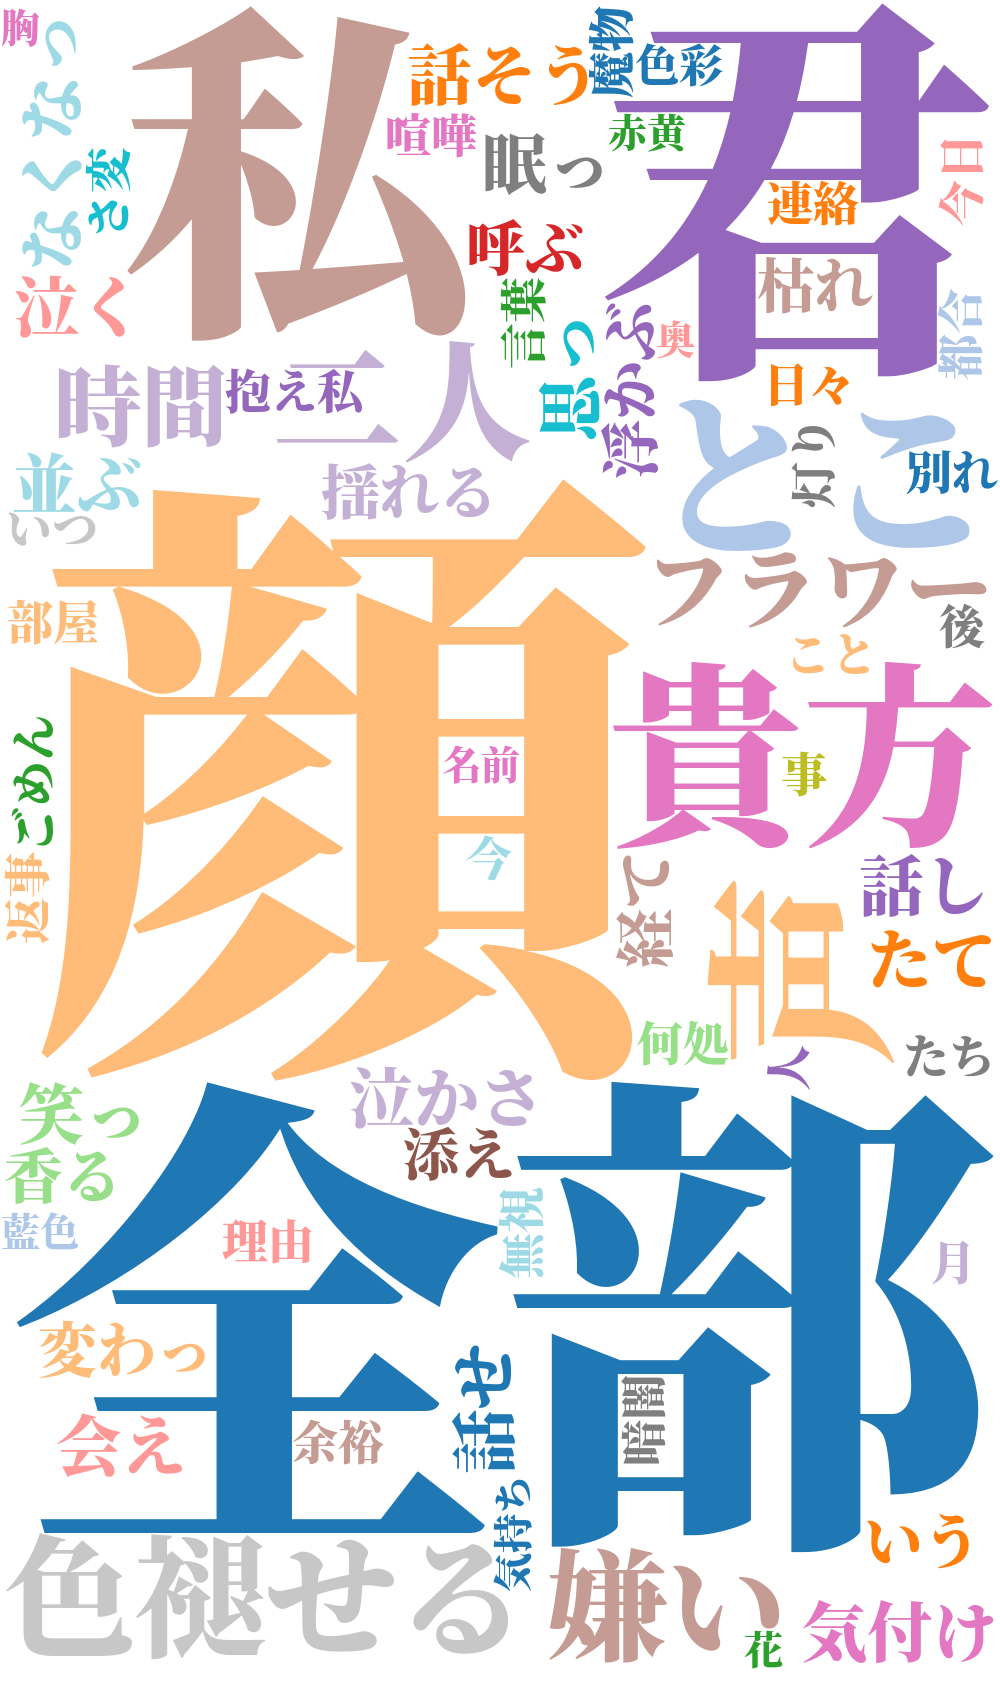 胸
なくなっ
さ変
私
話そう
魔物
色彩
君
喧嘩
眠っ
赤黄
今日
連絡
呼ぶ
枯れ
泣く
言葉
思っ
浮かぶ
奥
都合
時間
抱え私
二人
日々
とこ
灯り
別れ
並ぶ
揺れる
いつ
顔
フラワー
部屋
後
こと
貴方
ごめん
名前
事
今
返事
経て
言
話し
たて
何処
く
たち
泣かさ
笑っ
添え
香る
全部
藍色
理由
無視
月
変わっ
話せ
暗闇
会え
余裕
気持ち
色褪せる
嫌い
いう
花
気付け